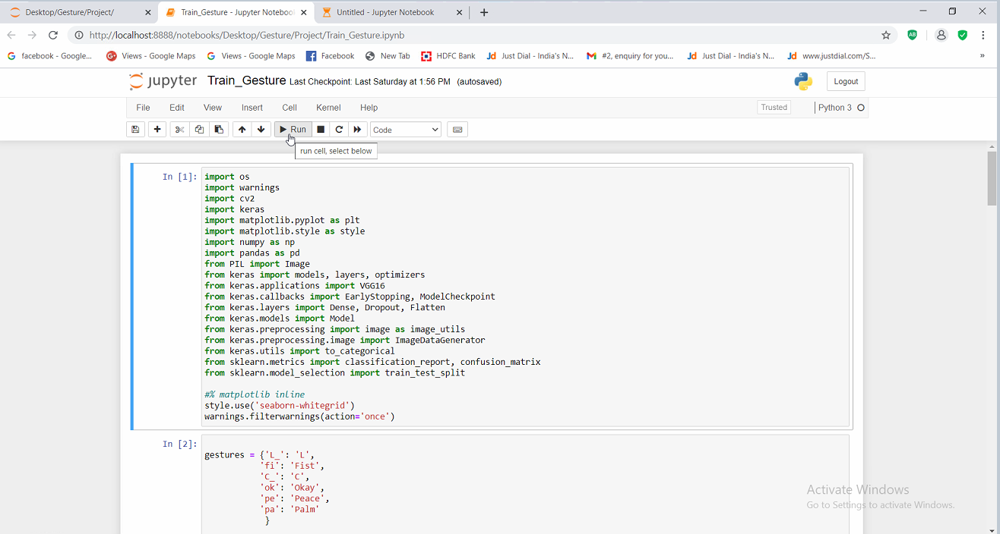 Desktop/Gesture/Project/
Train_Gesture - Jupyter Noteboo
Untitled - Jupyter Notebook
http://localhost:8888/notebooks/Desktop/Gesture/Project/Train_Gesture.ipynb
facebook - Google...
Views - Google Maps
Views - Google Maps
Facebook
New Tab
HDFC Bank
Just Dial - India's N...
#2, enquiry for you...
Just Dial - India's N...
www.justdial.com/S...
jupyter Train_Gesture Last Checkpoint: Last Saturday at 1:56 PM (autosaved)
Logout
File Edit View Insert Cell Kernel Help
Trusted
Python 3
Run
Code
run cell, select below
In [1]:
import os
import warnings
import cv2
import keras
import matplotlib.pyplot as plt
import matplotlib.style as style
import numpy as np
import pandas as pd
from PIL import Image
from keras import models, layers, optimizers
from keras.applications import VGG16
from keras.callbacks import EarlyStopping, ModelCheckpoint
from keras.layers import Dense, Dropout, Flatten
from keras.models import Model
from keras.preprocessing import image as image_utils
from keras.preprocessing.image import ImageDataGenerator
from keras.utils import to_categorical
from sklearn.metrics import classification_report, confusion_matrix
from sklearn.model_selection import train_test_split
#% matplotlib inline
style.use('seaborn-whitegrid')
warnings.filterwarnings(action='once')
In [2]:
gestures = {'L_': 'L',
'fi': 'Fist',
'C_': 'C',
'ok': 'Okay',
'pe': 'Peace',
'pa': 'Palm'
}
Activate Windows
Go to Settings to activate Windows.